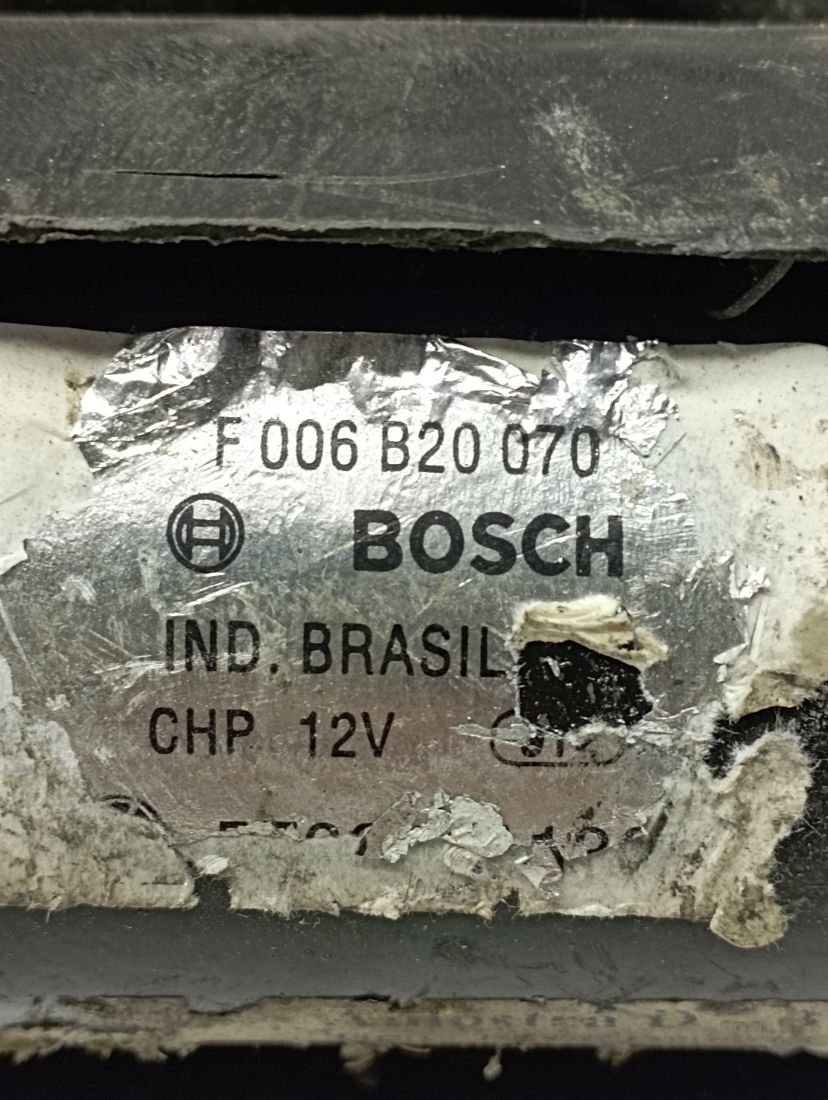 F 006 B20 070
BOSCH
IND. BRASIL
CHP 12V